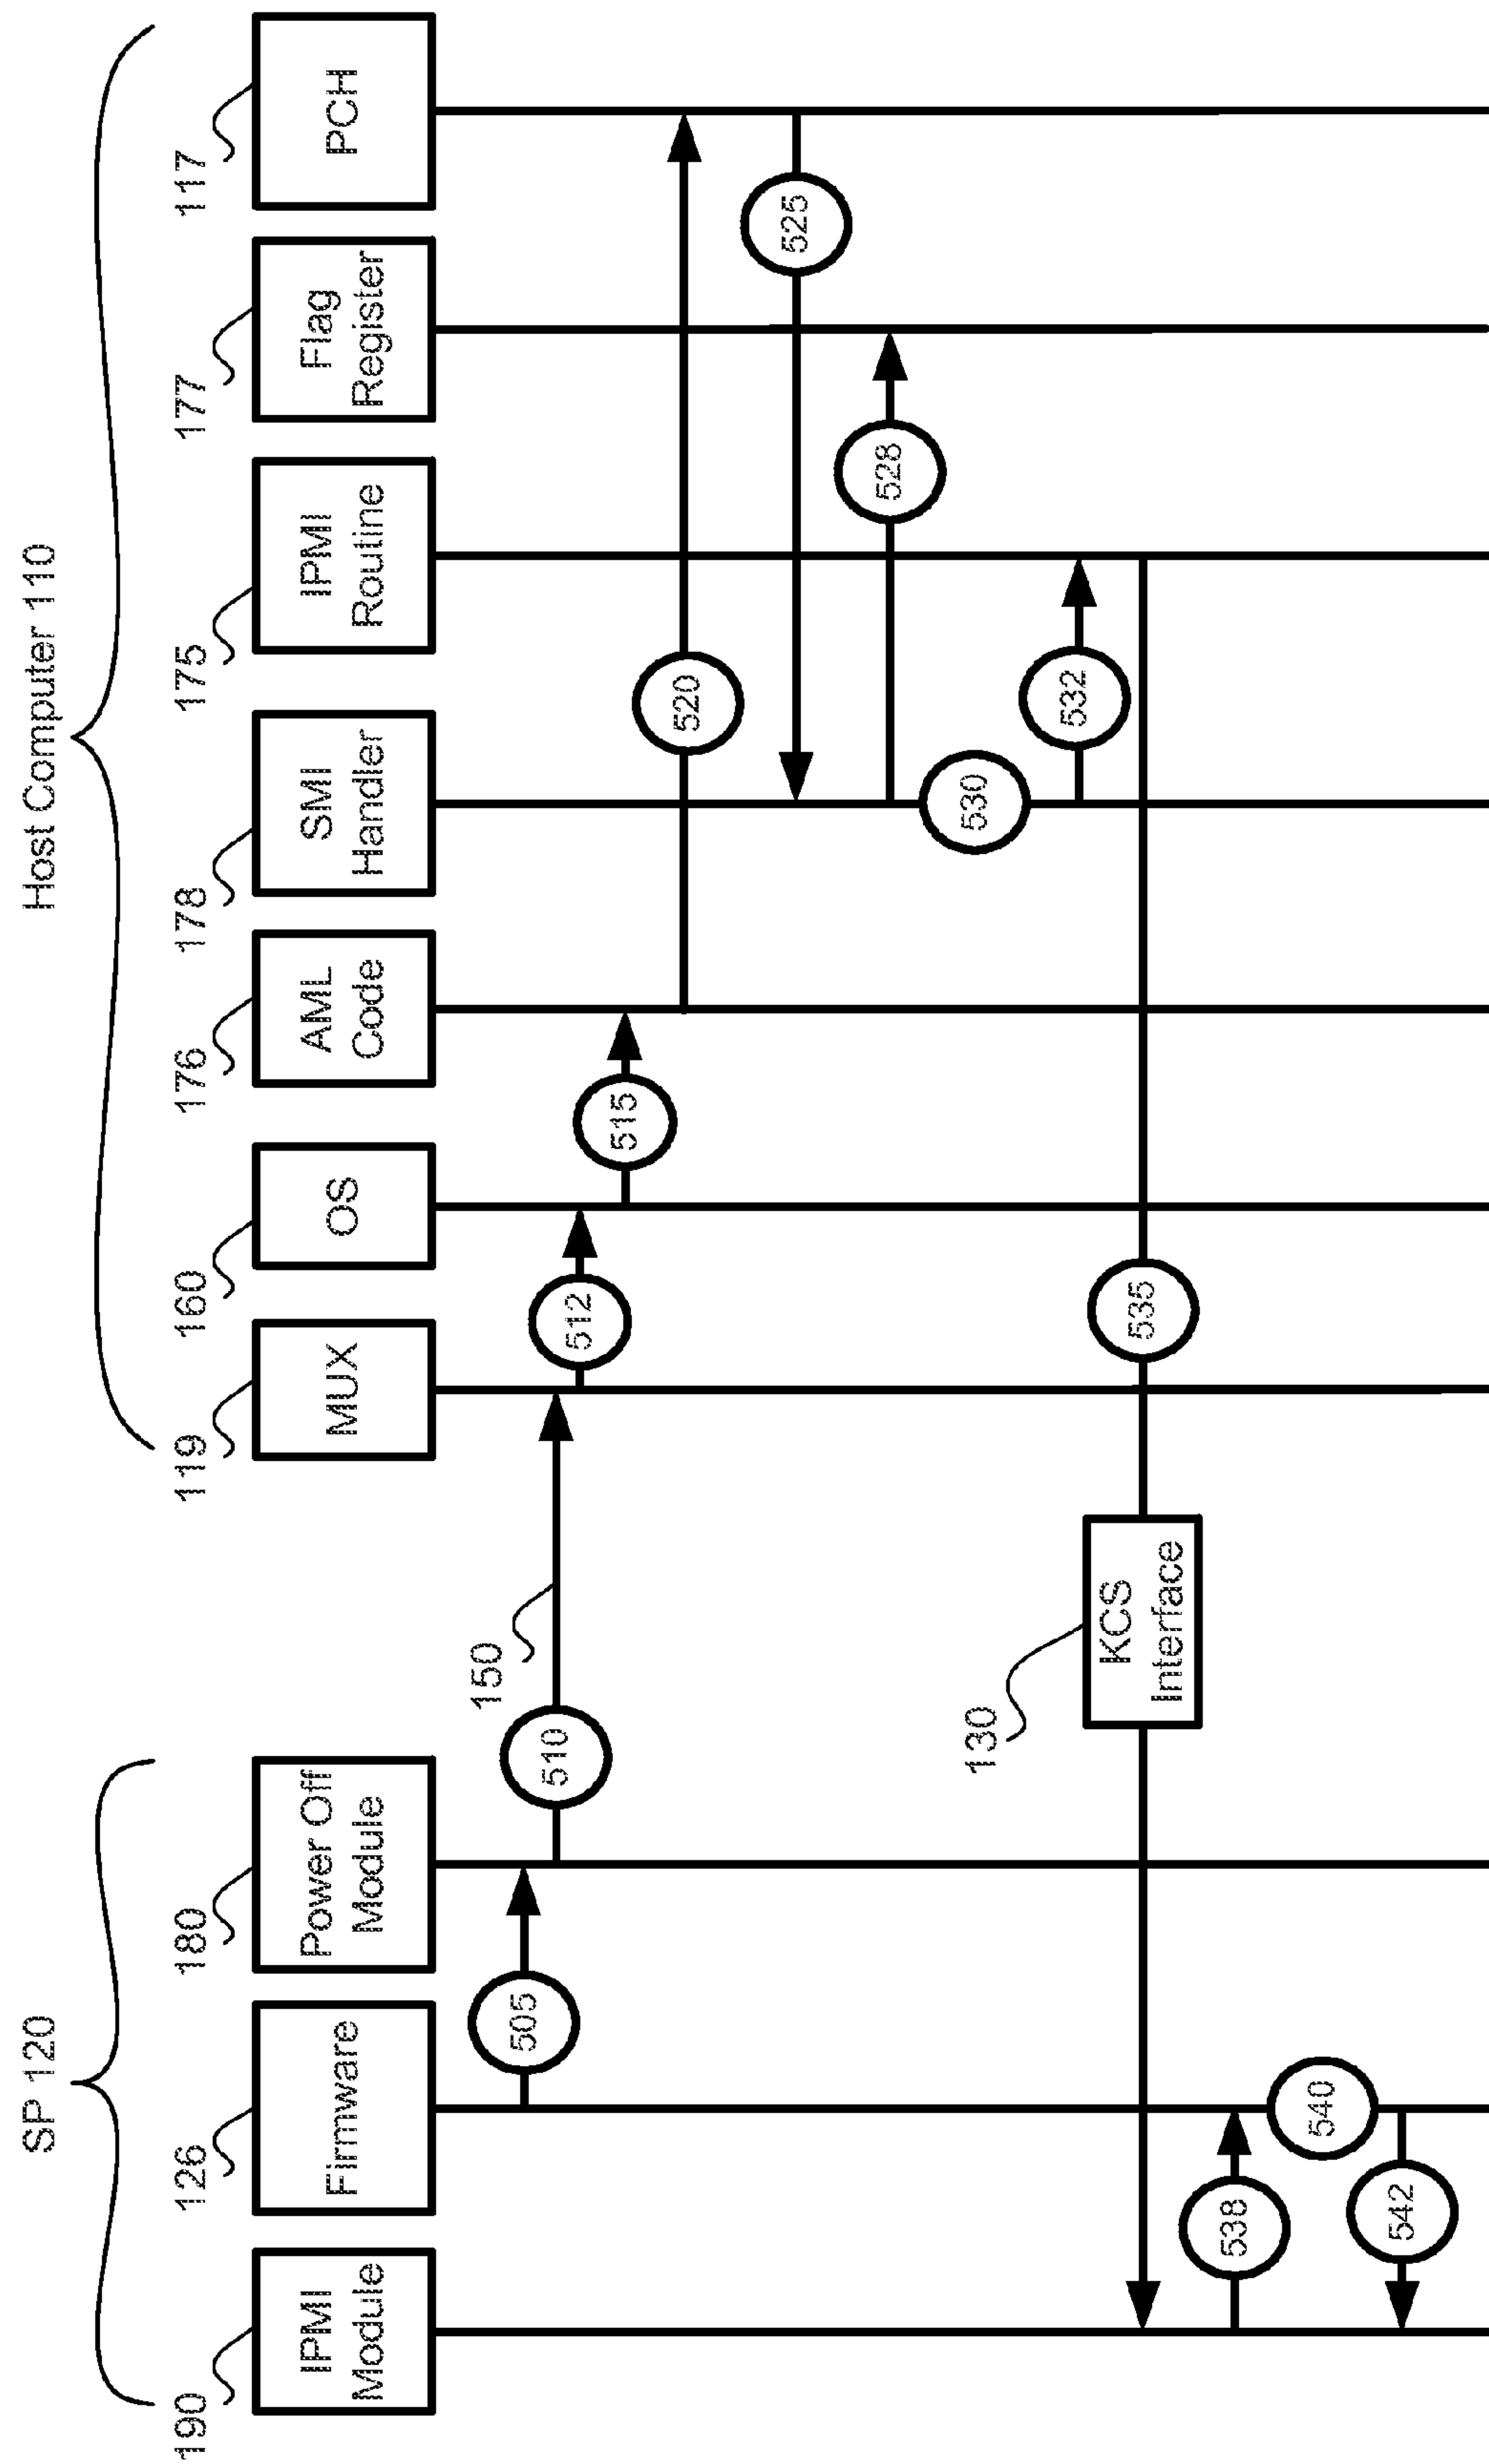 SP 120
Host Computer 110
190
126
180
119
160
176
178
175
177
117
IPMI
Module
Firmware
Power Off
Module
MUX
OS
AML
Code
SMI
Handler
IPMI
Routine
Flag
Register
PCH
150
505
510
512
515
520
525
528
530
532
130
KCS
Interface
535
538
540
542